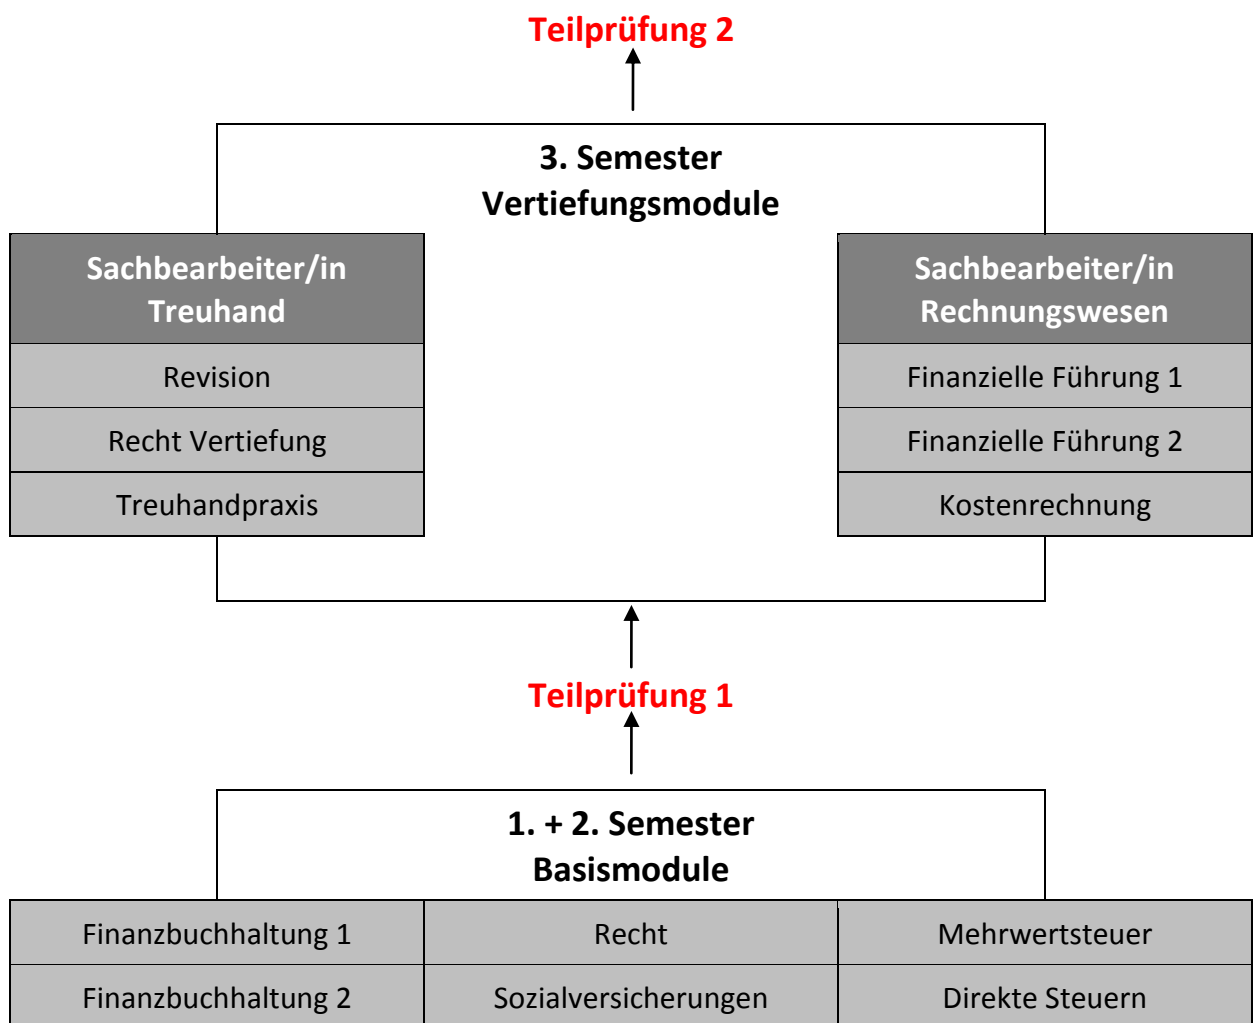 Teilprüfung 2
3. Semester
Vertiefungsmodule
Sachbearbeiter/in
Treuhand
Revision
Recht Vertiefung
Treuhandpraxis
Sachbearbeiter/in
Rechnungswesen
Finanzielle Führung 1
Finanzielle Führung 2
Kostenrechnung
Teilprüfung 1
1. + 2. Semester
Basismodule
Finanzbuchhaltung 1
Recht
Mehrwertsteuer
Finanzbuchhaltung 2
Sozialversicherungen
Direkte Steuern